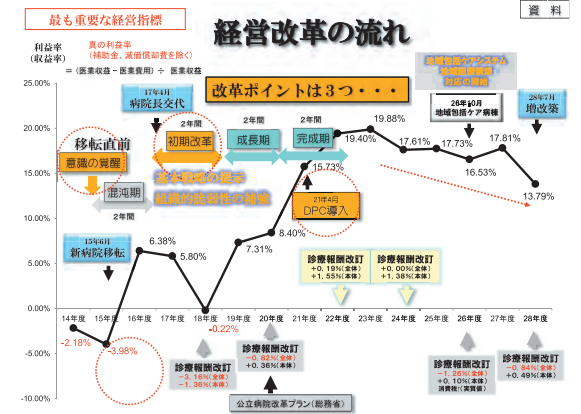 資 料
最も重要な経営指標
経営改革の流れ
利益率
(収益率)
真の利益率
(補助金、減価償却費を除く)
=(医業収益-医業費用)÷ 医業収益
改革ポイントは３つ・・・
地域包括ケアシステム
17年4月
病院長交代
26年10月
地域包括ケア病棟
28年7月
増改築
移転直前
意識の覚醒
混沌期
2年間
2年間
初期改革
2年間
成長期
2年間
完成期
21年4月
DPC導入
15年6月
新病院移転
25.00%
20.00%
15.00%
10.00%
5.00%
0.00%
-5.00%
-10.00%
-2.18%
-3.98%
6.38%
5.80%
-0.22%
7.31%
8.40%
15.73%
19.40%
19.88%
17.61%
17.73%
16.53%
17.81%
13.79%
14年度 15年度 16年度 17年度 18年度 19年度 20年度 21年度 22年度 23年度 24年度 25年度 26年度 27年度 28年度
診療報酬改訂
+0.19%(全体)
+1.55%(本体)
診療報酬改訂
+0.00%(全体)
+1.38%(本体)
診療報酬改訂
-3.16%(全体)
-1.36%(本体)
診療報酬改訂
-0.82%(全体)
+0.36%(本体)
診療報酬改訂
-1.26%(全体)
+0.10%(本体)
消費税(実質値)
診療報酬改訂
-0.84%(全体)
+0.49%(本体)
公立病院改革プラン(総務省)